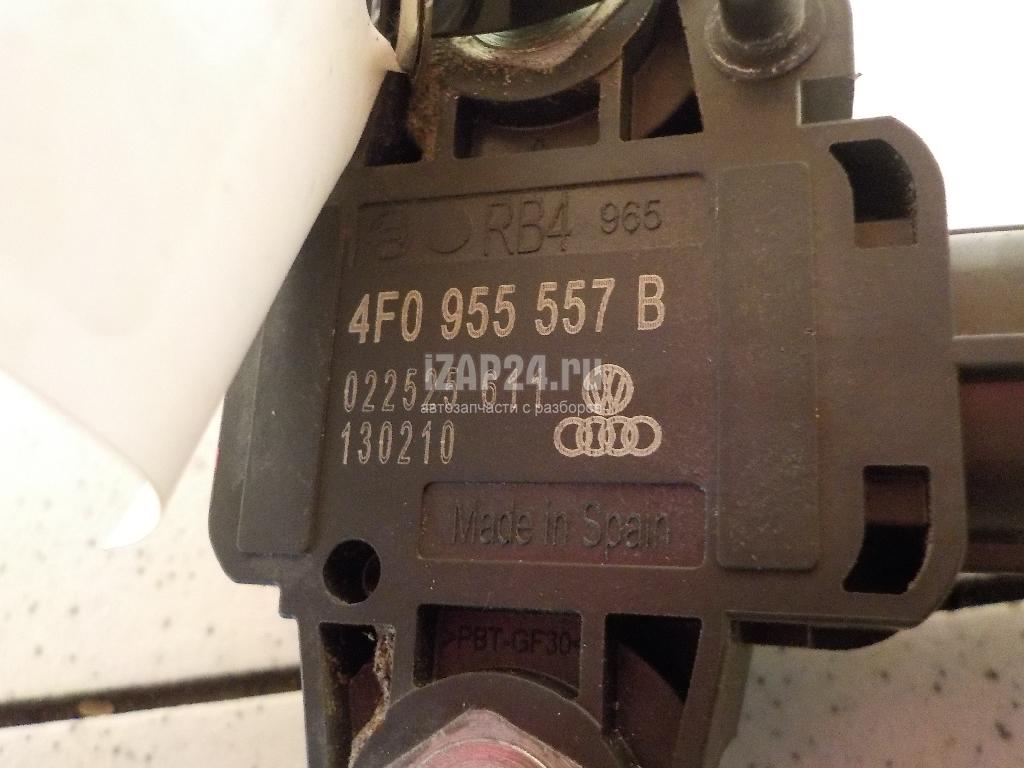 RB4 965
4F0 955 557 B
iZAP24.ru
022525 611
автозапчасти с разборов
130210
Made in Spain
>PBT-GF30<